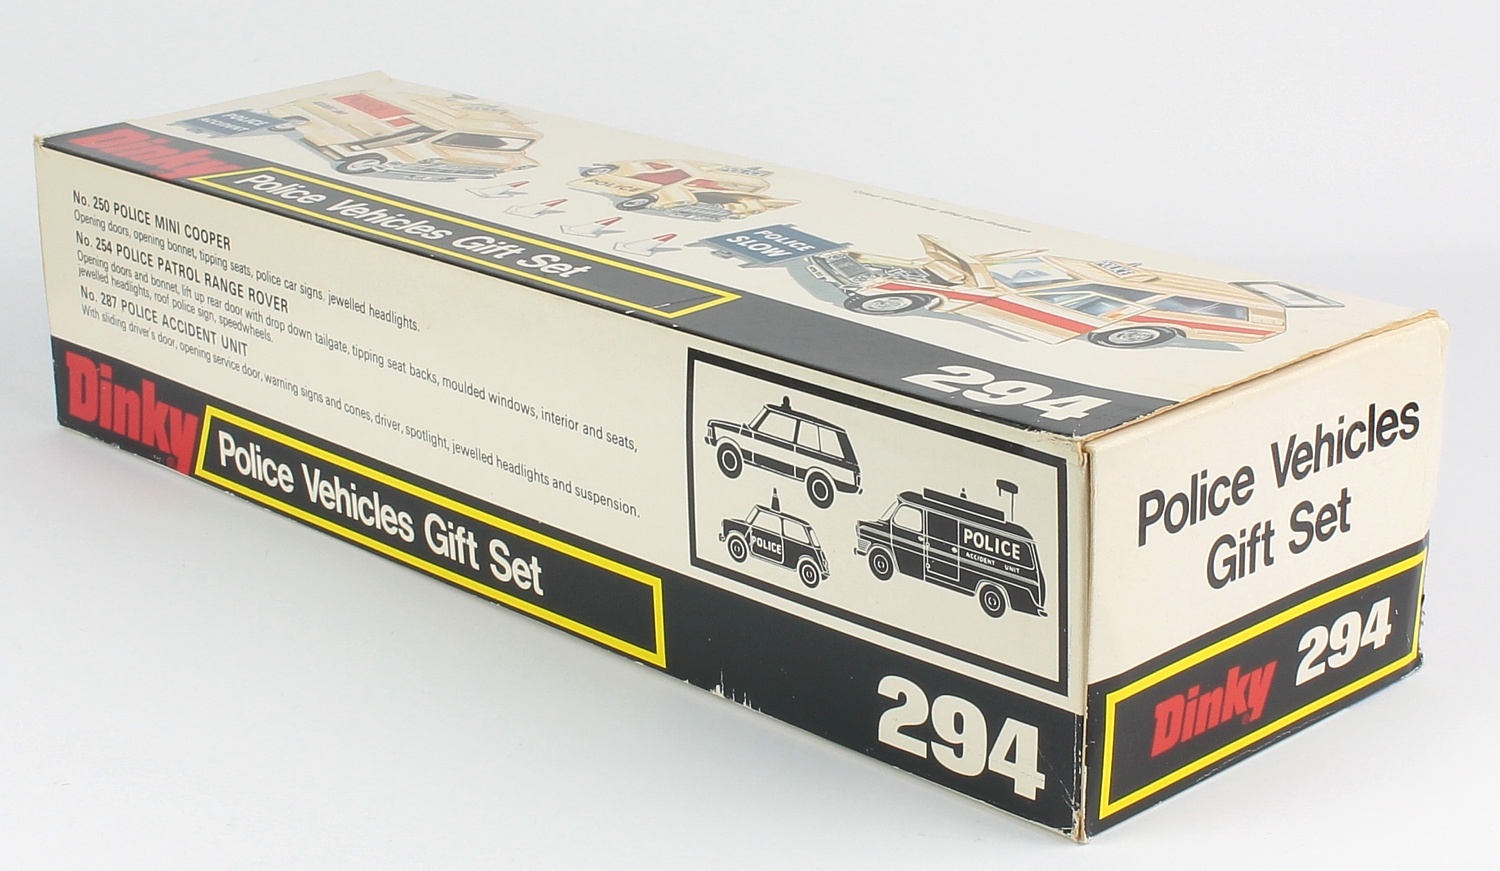 POLICE
ACCIDENT
POLICE
POLICE
SLOW
Dinky
Police Vehicles Gift Set
294
No. 250 POLICE MINI COOPER
Opening doors, opening bonnet, tipping seats, police car signs, jewelled headlights.
No. 254 POLICE PATROL RANGE ROVER
Opening doors and bonnet, lift up rear door with drop down tailgate, tipping seat backs, moulded windows, interior and seats,
jewelled headlights, roof police sign, speedwheels.
No. 287 POLICE ACCIDENT UNIT
With sliding driver's door, opening service door, warning signs and cones, driver, spotlight, jewelled headlights and suspension.
POLICE
POLICE
ACCIDENT UNIT
Dinky
Police Vehicles Gift Set
294
Police Vehicles
Gift Set
Dinky 294